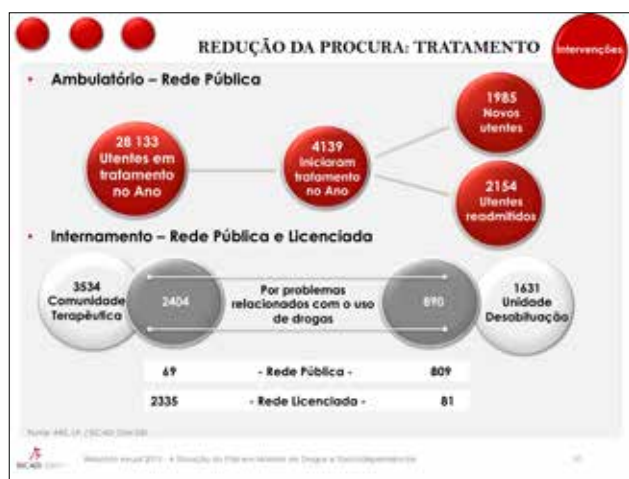 REDUÇÃO DA PROCURA: TRATAMENTO
Intervenções
• Ambulatório – Rede Pública
28 133
Utentes em
tratamento
no Ano
4139
Iniciaram
tratamento
no Ano
1985
Novos
utentes
2154
Utentes
readmitidos
• Internamento – Rede Pública e Licenciada
3534
Comunidade
Terapêutica
2404
Por problemas
relacionados com o uso
de drogas
890
1631
Unidade
Desabituação
69 - Rede Pública - 809
2335 - Rede Licenciada - 81